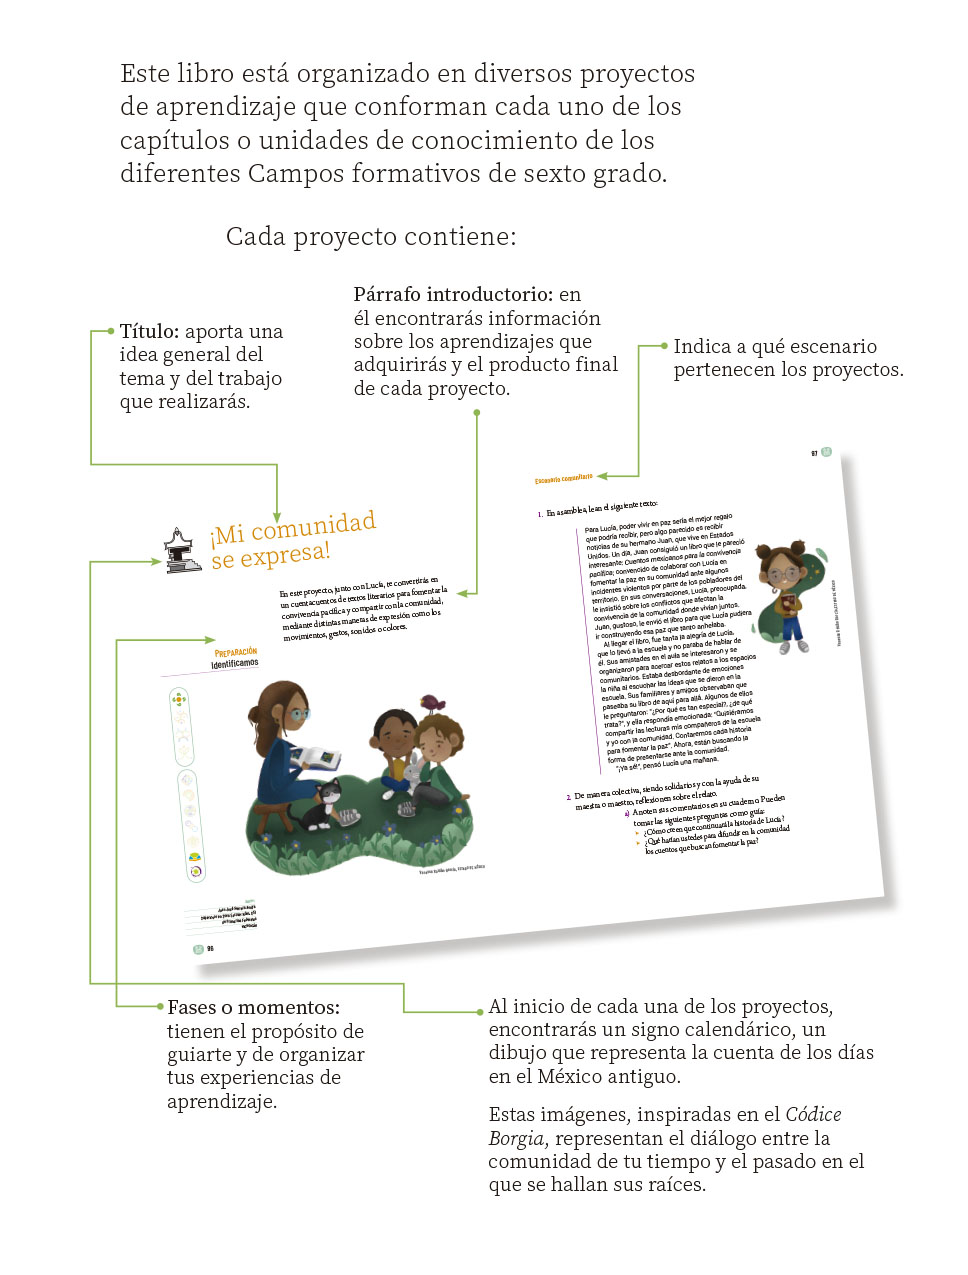 Este libro está organizado en diversos proyectos
de aprendizaje que conforman cada uno de los
capítulos o unidades de conocimiento de los
diferentes Campos formativos de sexto grado.
Cada proyecto contiene:
Título: aporta una
idea general del
tema y del trabajo
que realizarás.
Párrafo introductorio: en
él encontrarás información
sobre los aprendizajes que
adquirirás y el producto final
de cada proyecto.
Indica a qué escenario
pertenecen los proyectos.
¡Mi comunidad
se expresa!
En este proyecto, junto con Lucía, te convertirás en
un cuentacuentos de textos literarios para fomentar la
convivencia pacífica y compartir con la comunidad,
mediante distintas maneras de expresión como los
movimientos, gestos, sonidos o colores.
PREPARACIÓN
Identificamos
96
97
Escenario comunitario
1. En asamblea, lean el siguiente texto:
Para Lucía, poder vivir en paz sería el mejor regalo
que podría recibir, pero algo parecido es recibir
noticias de su hermano Juan, que vive en Estados
Unidos. Un día, Juan consiguió un libro que le pareció
interesante: Cuentos mexicanos para la convivencia
pacífica; convencido de colaborar con Lucía en
fomentar la paz en su comunidad ante algunos
incidentes violentos por parte de los pobladores del
territorio. En sus conversaciones, Lucía, preocupada,
le insistió sobre los conflictos que afectan la
convivencia de la comunidad donde vivían juntos.
Juan, gustoso, le envió el libro para que Lucía pudiera
ir construyendo esa paz que tanto anhelaba.
Al llegar el libro, fue tanta la alegría de Lucía,
que lo llevó a la escuela y no paraba de hablar de
él. Sus amistades en el aula se interesaron y se
organizaron para acercar estos relatos a los espacios
comunitarios. Estaba desbordante de emociones
la niña al escuchar las ideas que se dieron en la
escuela. Sus familiares y amigos observaban que
paseaba su libro de aquí para allá. Algunos de ellos
le preguntaron: "¿Por qué es tan especial?, ¿de qué
trata?", y ella respondía emocionada: "Quisiéramos
compartir las lecturas mis compañeros de la escuela
y yo con la comunidad. Contaremos cada historia
para fomentar la paz". Ahora, están buscando la
forma de presentarse ante la comunidad.
"¡Ya sé!", pensó Lucía una mañana.
2. De manera colectiva, siendo solidarios y con la ayuda de su
maestra o maestro, reflexionen sobre el relato.
a) Anoten sus comentarios en su cuaderno. Pueden
tomar las siguientes preguntas como guía:
¿Cómo creen que continuará la historia de Lucía?
¿Qué harían ustedes para difundir en la comunidad
los cuentos que buscan fomentar la paz?
Fases o momentos:
tienen el propósito de
guiarte y de organizar
tus experiencias de
aprendizaje.
Al inicio de cada una de los proyectos,
encontrarás un signo calendárico, un
dibujo que representa la cuenta de los días
en el México antiguo.
Estas imágenes, inspiradas en el Códice
Borgia, representan el diálogo entre la
comunidad de tu tiempo y el pasado en el
que se hallan sus raíces.